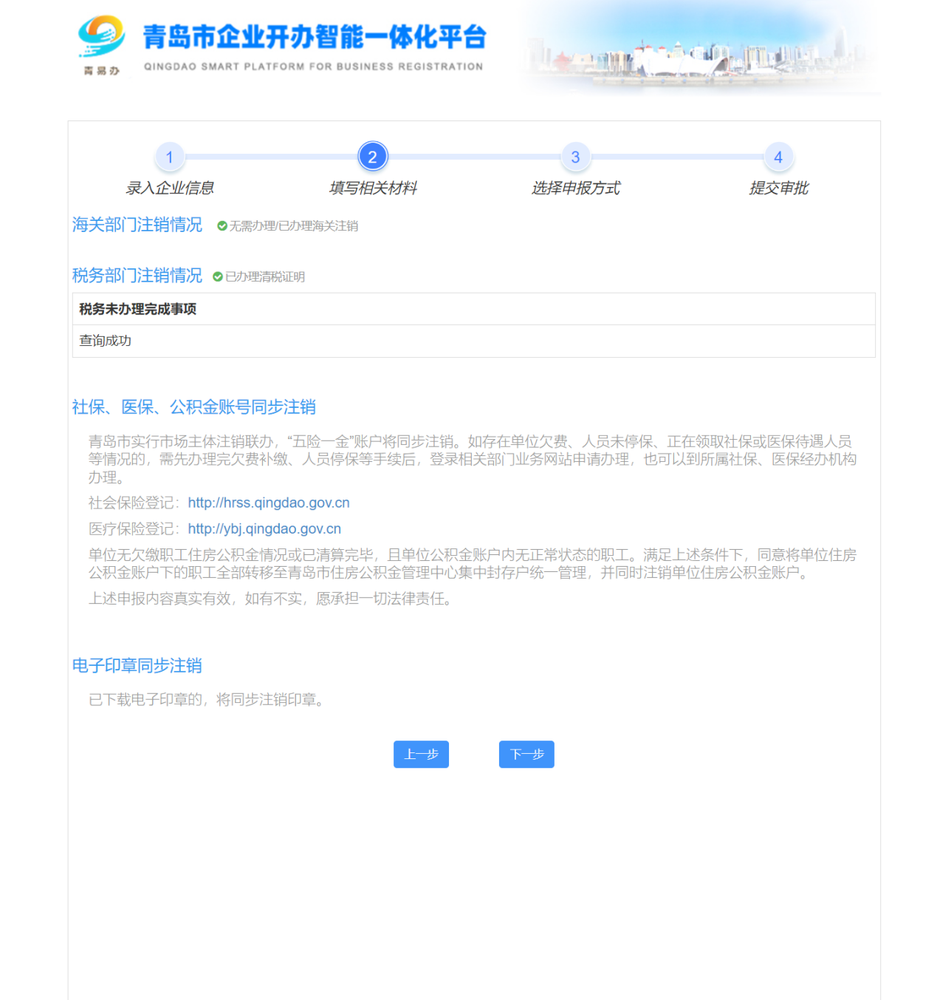 青岛市企业开办智能一体化平台
QINGDAO SMART PLATFORM FOR BUSINESS REGISTRATION
青易办
1
2
3
4
录入企业信息
填写相关材料
选择申报方式
提交审批
海关部门注销情况 无需办理/已办理海关注销
税务部门注销情况 已办理清税证明
税务未办理完成事项
查询成功
社保、医保、公积金账号同步注销
青岛市实行市场主体注销联办，“五险一金”账户将同步注销。如存在单位欠费、人员未停保、正在领取社保或医保待遇人员
等情况的，需先办理完欠费补缴、人员停保等手续后，登录相关部门业务网站申请办理，也可以到所属社保、医保经办机构
办理。
社会保险登记：http://hrss.qingdao.gov.cn
医疗保险登记：http://ybj.qingdao.gov.cn
单位无欠缴职工住房公积金情况或已清算完毕，且单位公积金账户内无正常状态的职工。满足上述条件下，同意将单位住房
公积金账户下的职工全部转移至青岛市住房公积金管理中心集中封存户统一管理，并同时注销单位住房公积金账户。
上述申报内容真实有效，如有不实，愿承担一切法律责任。
电子印章同步注销
已下载电子印章的，将同步注销印章。
上一步
下一步